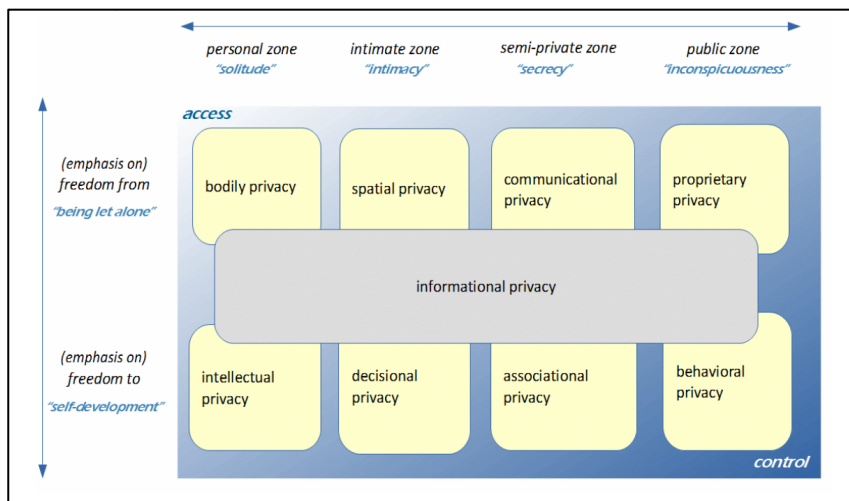 personal zone intimate zone semi-private zone public zone
“solitude” “intimacy” “secrecy” “inconspicuousness”
access
(emphasis on)
freedom from
“being let alone”
bodily privacy
spatial privacy
communicational
privacy
proprietary
privacy
informational privacy
(emphasis on)
freedom to
“self-development”
intellectual
privacy
decisional
privacy
associational
privacy
behavioral
privacy
control